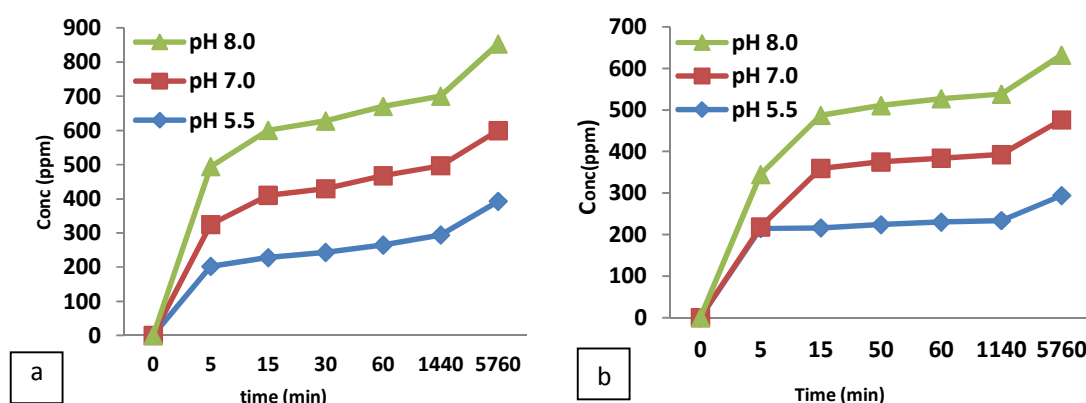 900
800
700
600
500
400
300
200
100
0
Conc (ppm)
pH 8.0
pH 7.0
pH 5.5
0 5 15 30 60 1440 5760
time (min)
a
700
600
500
400
300
200
100
0
Conc(ppm)
pH 8.0
pH 7.0
pH 5.5
0 5 15 50 60 1140 5760
Time (min)
b